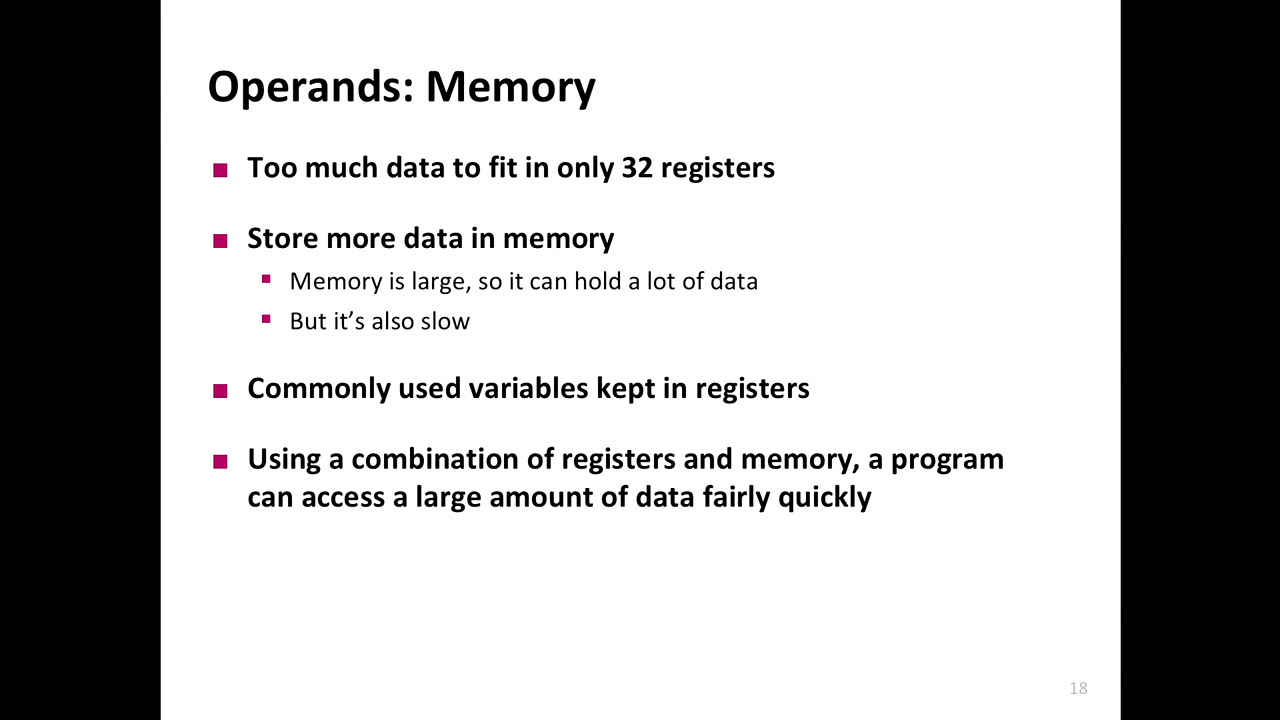 Operands: Memory
Too much data to fit in only 32 registers
Store more data in memory
Memory is large, so it can hold a lot of data
But it’s also slow
Commonly used variables kept in registers
Using a combination of registers and memory, a program
can access a large amount of data fairly quickly
18